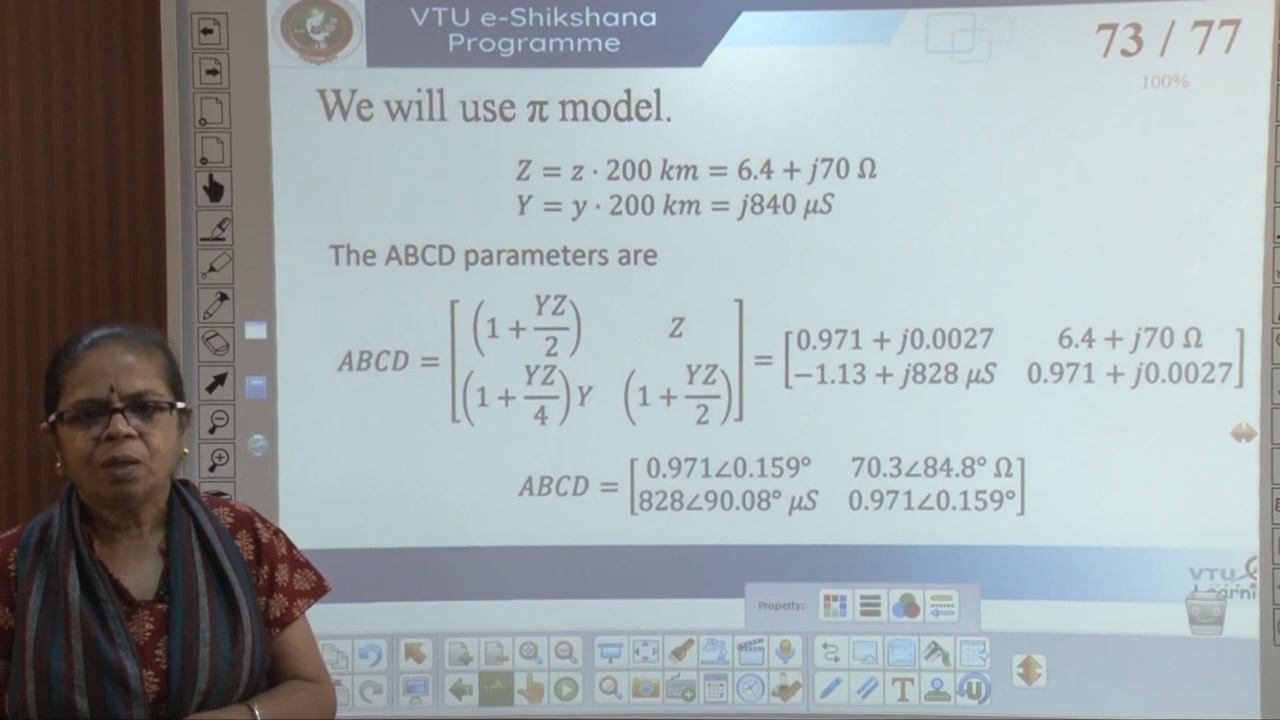 VTU e-Shikshana
Programme
73 / 77
100%
We will use π model.
Z = z · 200 km = 6.4 + j70 Ω
Y = y · 200 km = j840 μS
The ABCD parameters are
ABCD = [(1 + YZ/2) Z; (1 + YZ/4)Y (1 + YZ/2)] = [0.971 + j0.0027 6.4 + j70 Ω; −1.13 + j828 μS 0.971 + j0.0027]
ABCD = [0.971∠0.159° 70.3∠84.8° Ω; 828∠90.08° μS 0.971∠0.159°]
VTU
Property: